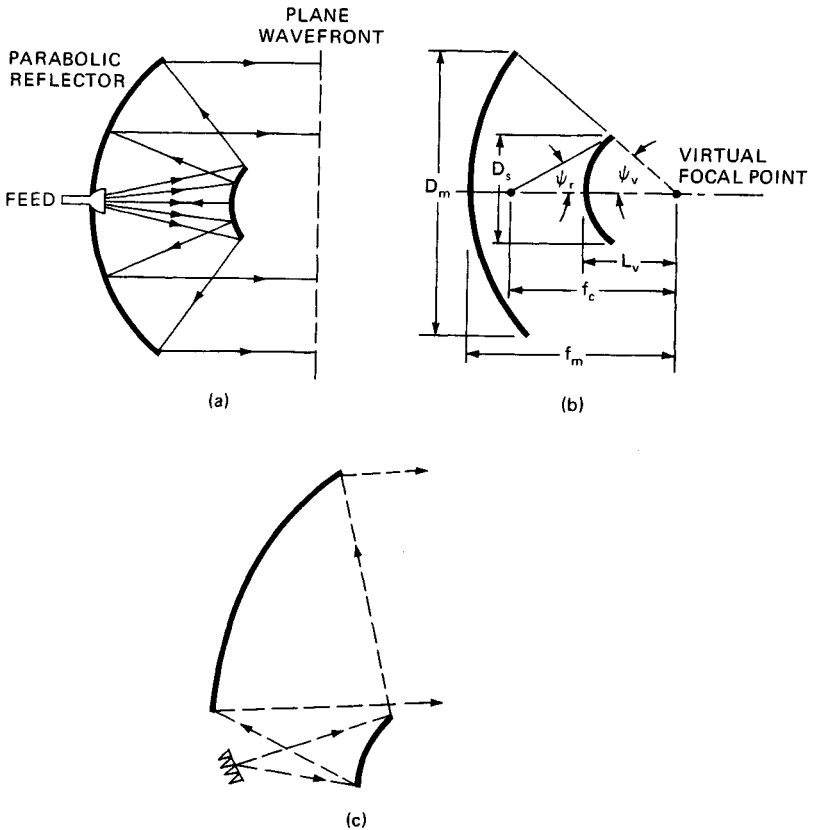 PLANE
WAVEFRONT
PARABOLIC
REFLECTOR
FEED
(a)
D_m
D_s
ψ_r
ψ_v
VIRTUAL
FOCAL POINT
L_v
f_c
f_m
(b)
(c)